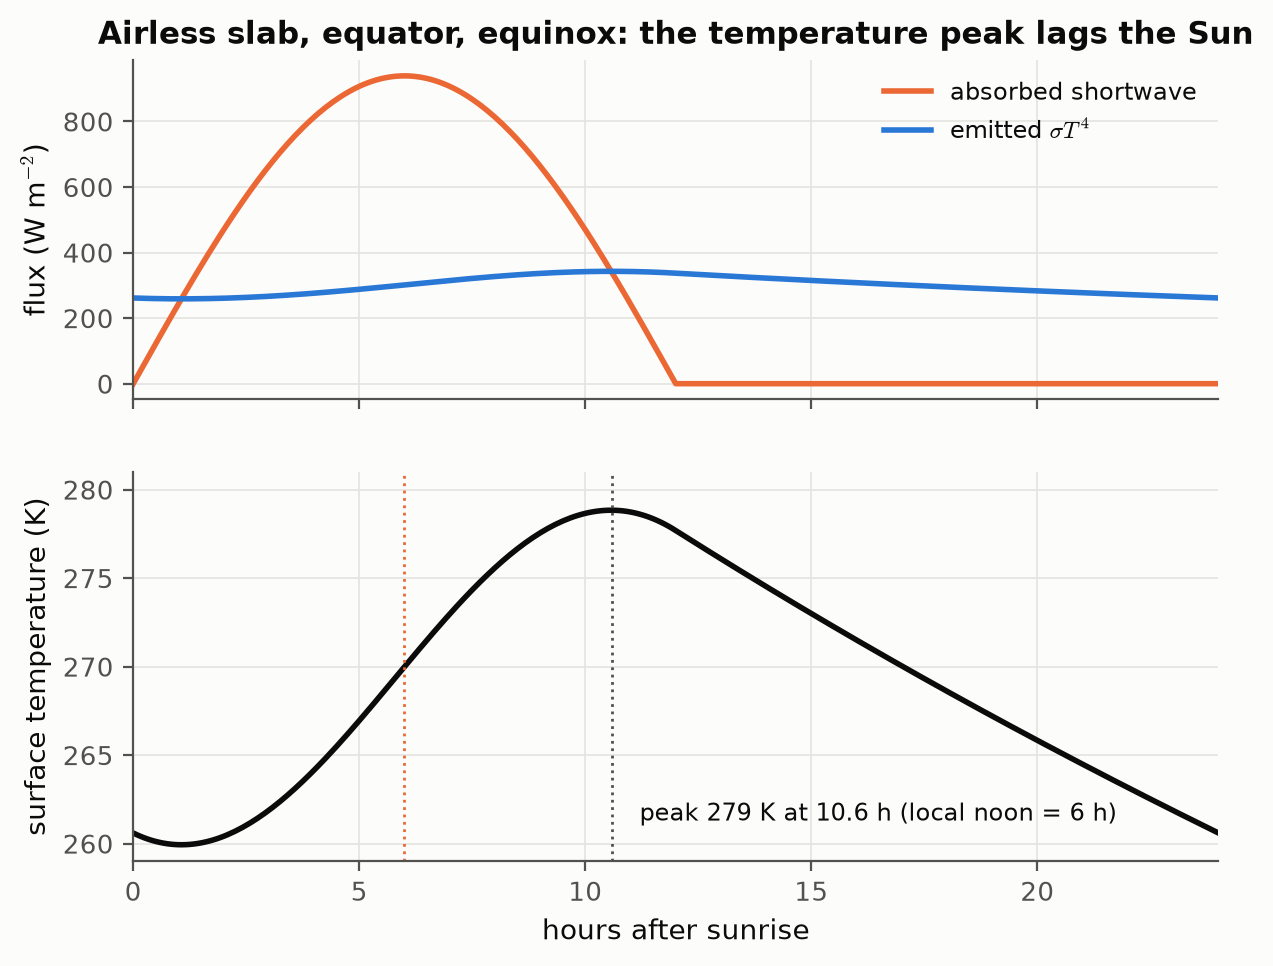 Airless slab, equator, equinox: the temperature peak lags the Sun
absorbed shortwave
emitted σT⁴
flux (W m⁻²)
800
600
400
200
0
surface temperature (K)
280
275
270
265
260
peak 279 K at 10.6 h (local noon = 6 h)
0 5 10 15 20
hours after sunrise